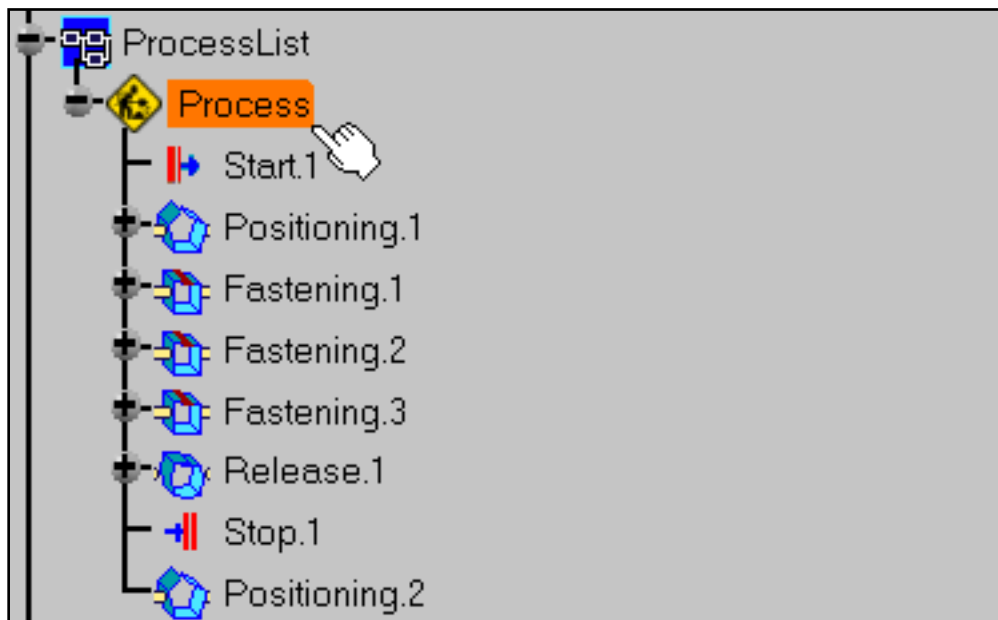 ProcessList
Process
Start.1
Positioning.1
Fastening.1
Fastening.2
Fastening.3
Release.1
Stop.1
Positioning.2